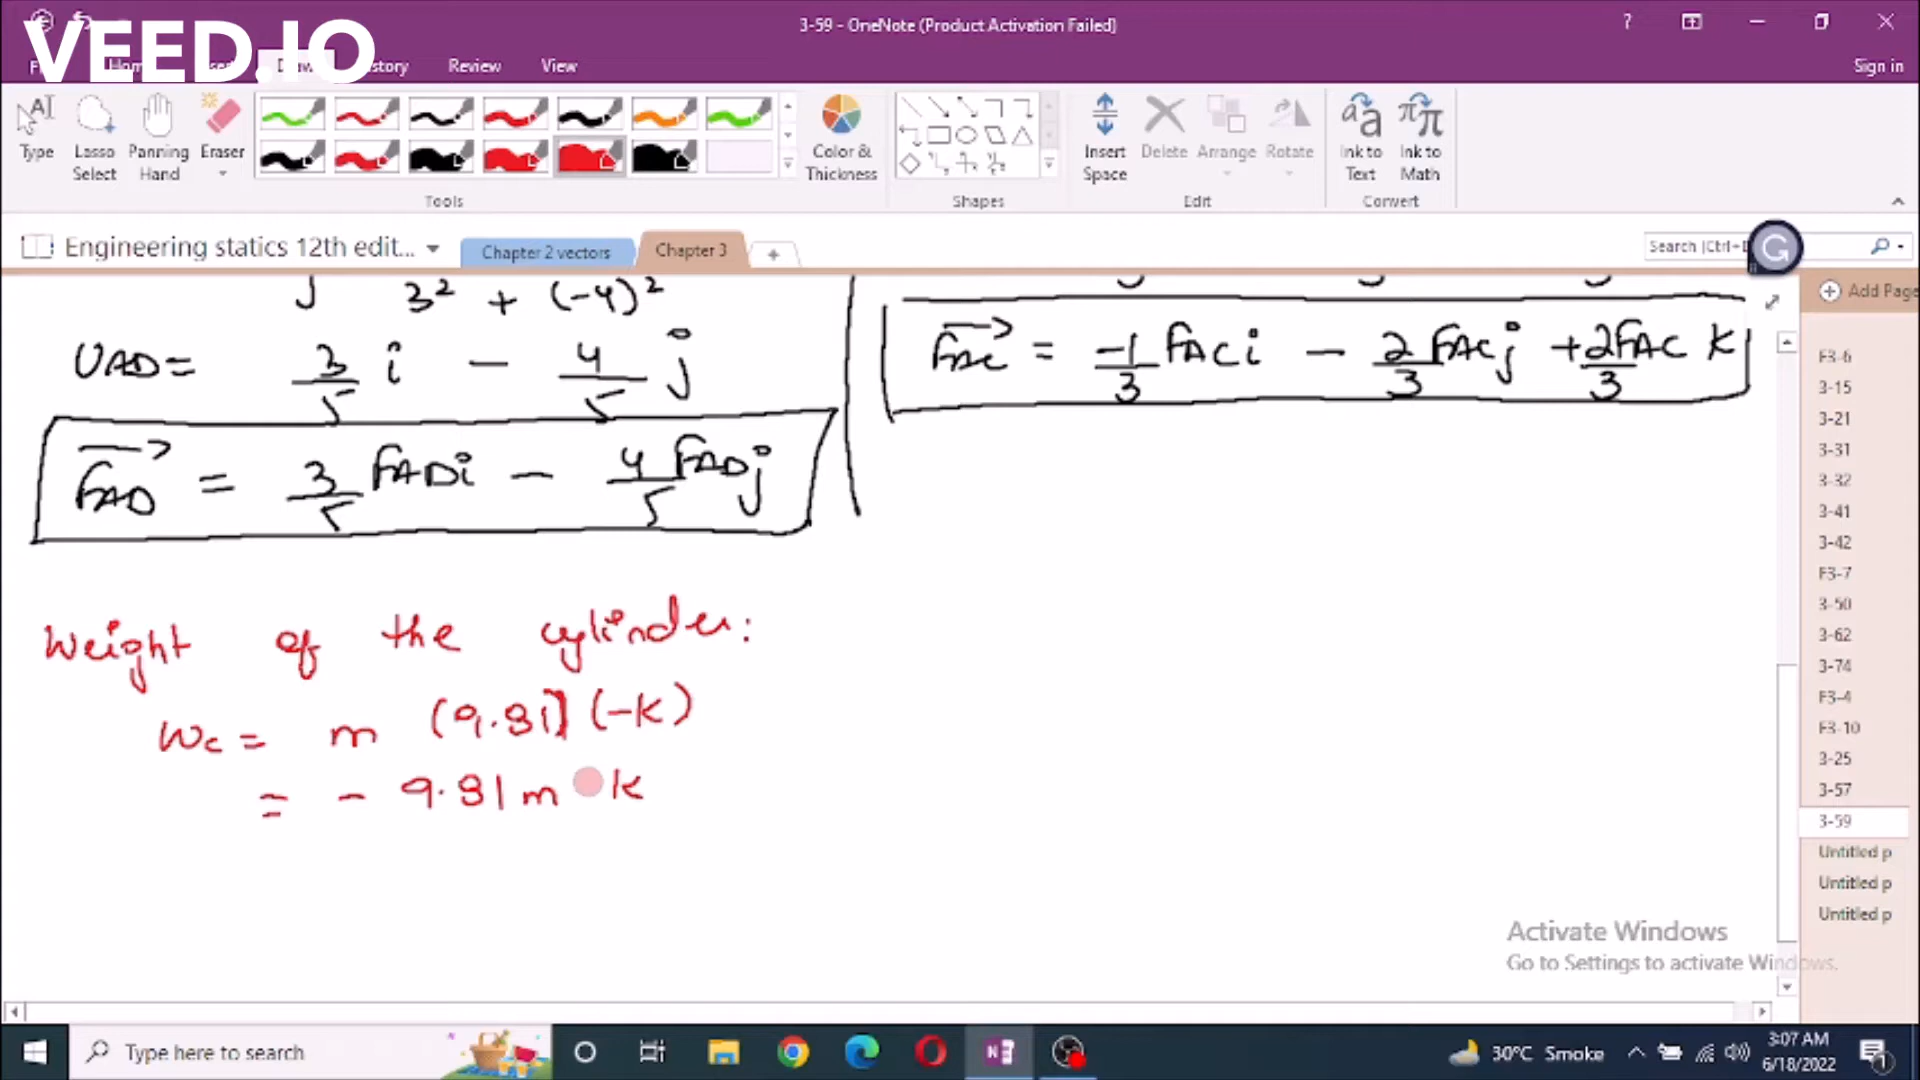 VEED.IO
3-59 - OneNote (Product Activation Failed)
Review View
Sign in
Type
Lasso Select
Panning Hand
Eraser
Color & Thickness
Insert Space
Delete
Arrange
Rotate
Ink to Text
Ink to Math
Tools
Shapes
Edit
Convert
Engineering statics 12th edit...
Chapter 2 vectors
Chapter 3
Search (Ctrl+E
Add Page
3² + (-4)²
UAD = 3/5 i - 4/5 j
FAD = 3/5 FAD i - 4/5 FAD j
FAC = -1/3 FAC i - 2/3 FAC j + 2/3 FAC K
Weight of the cylinder:
Wc = m (9.81) (-K)
= - 9.81 m K
F3-6
3-15
3-21
3-31
3-32
3-41
3-42
F3-7
3-50
3-62
3-74
F3-4
F3-10
3-25
3-57
3-59
Untitled p
Untitled p
Untitled p
Activate Windows
Go to Settings to activate Windows.
Type here to search
30°C Smoke
3:07 AM
6/18/2022
1